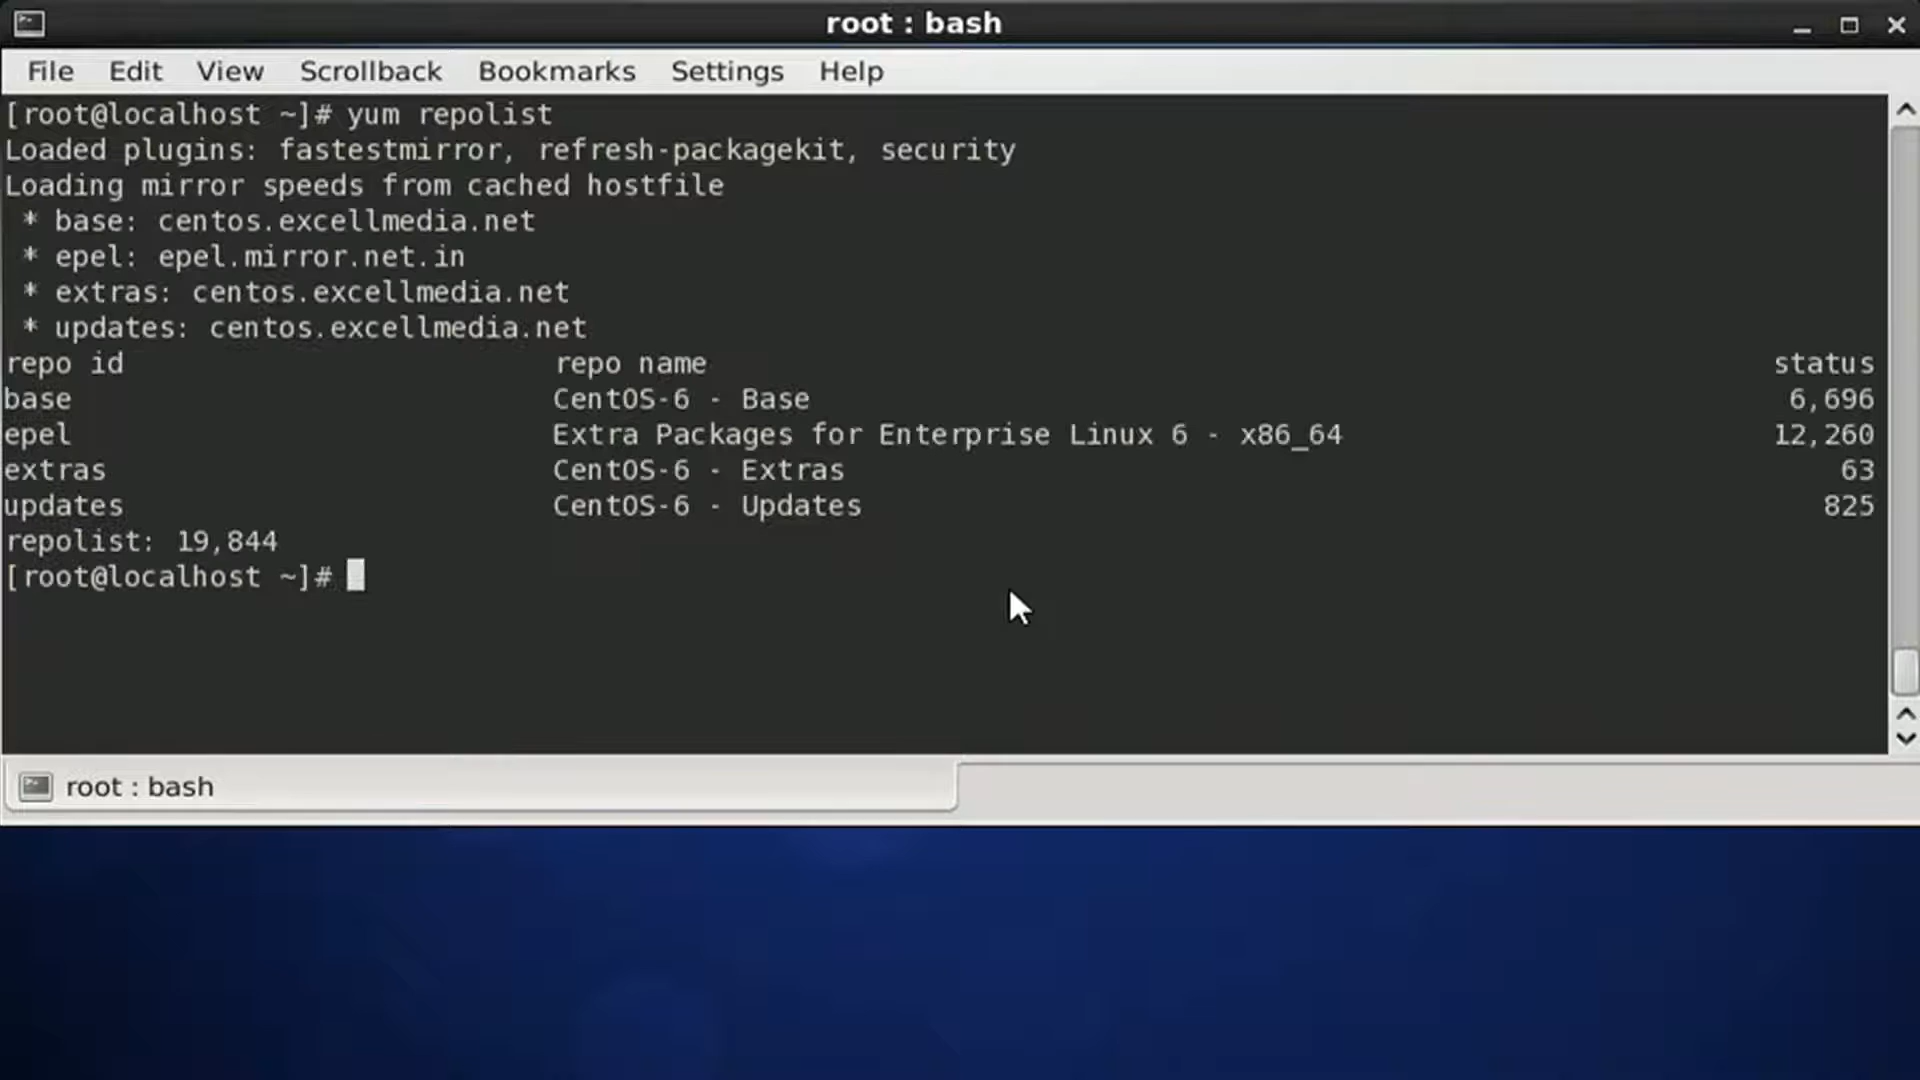 root : bash
File Edit View Scrollback Bookmarks Settings Help
[root@localhost ~]# yum repolist
Loaded plugins: fastestmirror, refresh-packagekit, security
Loading mirror speeds from cached hostfile
* base: centos.excellmedia.net
* epel: epel.mirror.net.in
* extras: centos.excellmedia.net
* updates: centos.excellmedia.net
repo id repo name status
base CentOS-6 - Base 6,696
epel Extra Packages for Enterprise Linux 6 - x86_64 12,260
extras CentOS-6 - Extras 63
updates CentOS-6 - Updates 825
repolist: 19,844
[root@localhost ~]#
root : bash